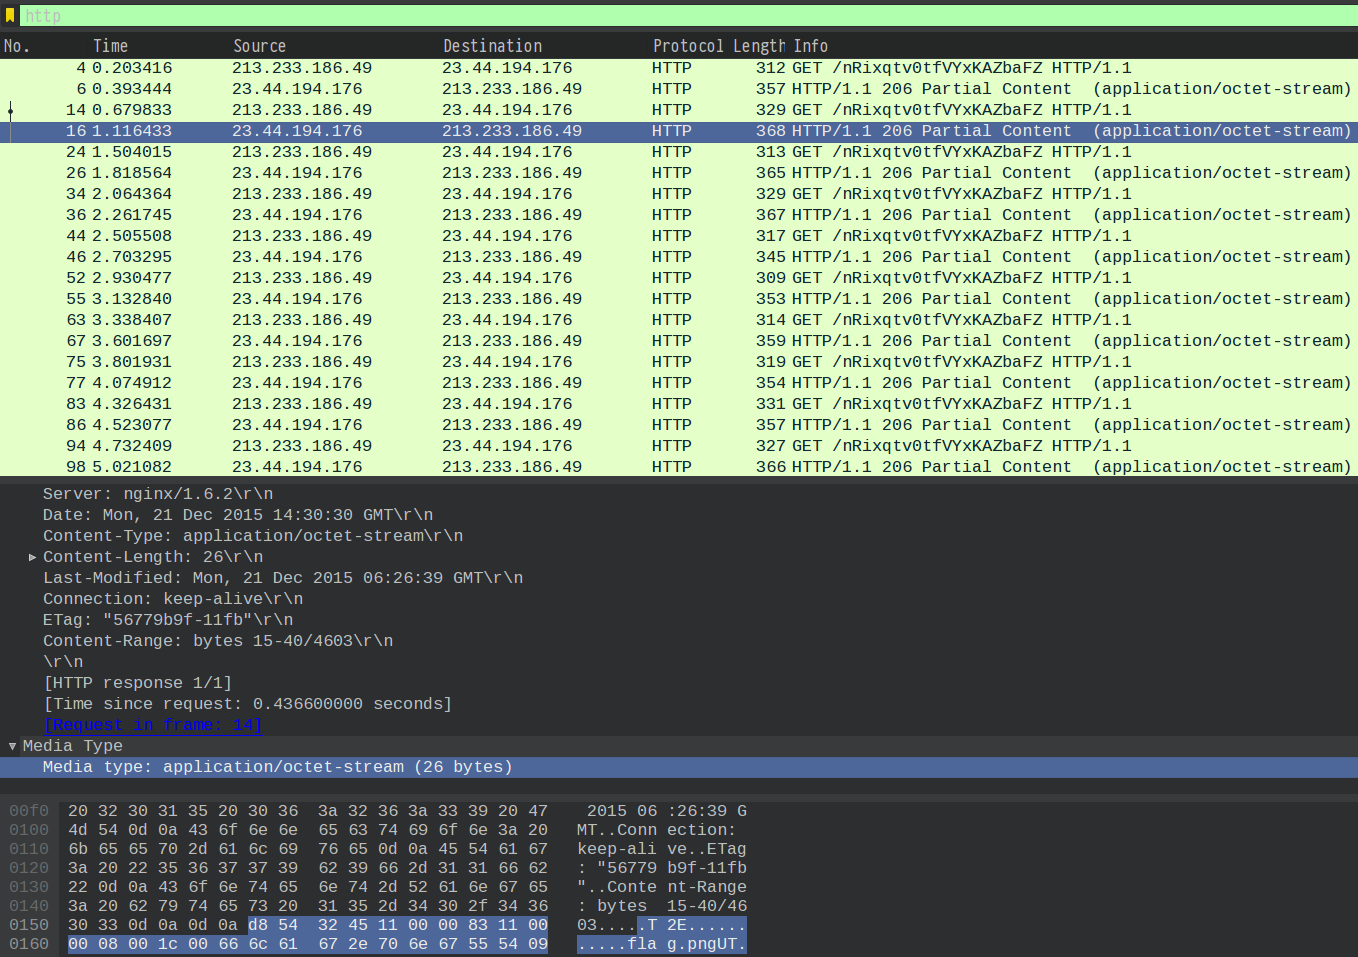 http
No. Time Source Destination Protocol Length Info
4 0.203416 213.233.186.49 23.44.194.176 HTTP 312 GET /nRixqtv0tfVYxKAZbaFZ HTTP/1.1
6 0.393444 23.44.194.176 213.233.186.49 HTTP 357 HTTP/1.1 206 Partial Content (application/octet-stream)
14 0.679833 213.233.186.49 23.44.194.176 HTTP 329 GET /nRixqtv0tfVYxKAZbaFZ HTTP/1.1
16 1.116433 23.44.194.176 213.233.186.49 HTTP 368 HTTP/1.1 206 Partial Content (application/octet-stream)
24 1.504015 213.233.186.49 23.44.194.176 HTTP 313 GET /nRixqtv0tfVYxKAZbaFZ HTTP/1.1
26 1.818564 23.44.194.176 213.233.186.49 HTTP 365 HTTP/1.1 206 Partial Content (application/octet-stream)
34 2.064364 213.233.186.49 23.44.194.176 HTTP 329 GET /nRixqtv0tfVYxKAZbaFZ HTTP/1.1
36 2.261745 23.44.194.176 213.233.186.49 HTTP 367 HTTP/1.1 206 Partial Content (application/octet-stream)
44 2.505508 213.233.186.49 23.44.194.176 HTTP 317 GET /nRixqtv0tfVYxKAZbaFZ HTTP/1.1
46 2.703295 23.44.194.176 213.233.186.49 HTTP 345 HTTP/1.1 206 Partial Content (application/octet-stream)
52 2.930477 213.233.186.49 23.44.194.176 HTTP 309 GET /nRixqtv0tfVYxKAZbaFZ HTTP/1.1
55 3.132840 23.44.194.176 213.233.186.49 HTTP 353 HTTP/1.1 206 Partial Content (application/octet-stream)
63 3.338407 213.233.186.49 23.44.194.176 HTTP 314 GET /nRixqtv0tfVYxKAZbaFZ HTTP/1.1
67 3.601697 23.44.194.176 213.233.186.49 HTTP 359 HTTP/1.1 206 Partial Content (application/octet-stream)
75 3.801931 213.233.186.49 23.44.194.176 HTTP 319 GET /nRixqtv0tfVYxKAZbaFZ HTTP/1.1
77 4.074912 23.44.194.176 213.233.186.49 HTTP 354 HTTP/1.1 206 Partial Content (application/octet-stream)
83 4.326431 213.233.186.49 23.44.194.176 HTTP 331 GET /nRixqtv0tfVYxKAZbaFZ HTTP/1.1
86 4.523077 23.44.194.176 213.233.186.49 HTTP 357 HTTP/1.1 206 Partial Content (application/octet-stream)
94 4.732409 213.233.186.49 23.44.194.176 HTTP 327 GET /nRixqtv0tfVYxKAZbaFZ HTTP/1.1
98 5.021082 23.44.194.176 213.233.186.49 HTTP 366 HTTP/1.1 206 Partial Content (application/octet-stream)
Server: nginx/1.6.2\r\n
Date: Mon, 21 Dec 2015 14:30:30 GMT\r\n
Content-Type: application/octet-stream\r\n
Content-Length: 26\r\n
Last-Modified: Mon, 21 Dec 2015 06:26:39 GMT\r\n
Connection: keep-alive\r\n
ETag: "56779b9f-11fb"\r\n
Content-Range: bytes 15-40/4603\r\n
\r\n
[HTTP response 1/1]
[Time since request: 0.436600000 seconds]
[Request in frame: 14]
Media Type
Media type: application/octet-stream (26 bytes)
00f0 20 32 30 31 35 20 30 36 3a 32 36 3a 33 39 20 47 2015 06 :26:39 G
0100 4d 54 0d 0a 43 6f 6e 6e 65 63 74 69 6f 6e 3a 20 MT..Conn ection:
0110 6b 65 65 70 2d 61 6c 69 76 65 0d 0a 45 54 61 67 keep-ali ve..ETag
0120 3a 20 22 35 36 37 37 39 62 39 66 2d 31 31 66 62 : "56779 b9f-11fb
0130 22 0d 0a 43 6f 6e 74 65 6e 74 2d 52 61 6e 67 65 "..Conte nt-Range
0140 3a 20 62 79 74 65 73 20 31 35 2d 34 30 2f 34 36 : bytes 15-40/46
0150 30 33 0d 0a 0d 0a d8 54 32 45 11 00 00 83 11 00 03.....T 2E......
0160 00 08 00 1c 00 66 6c 61 67 2e 70 6e 67 55 54 09 .....fla g.pngUT.